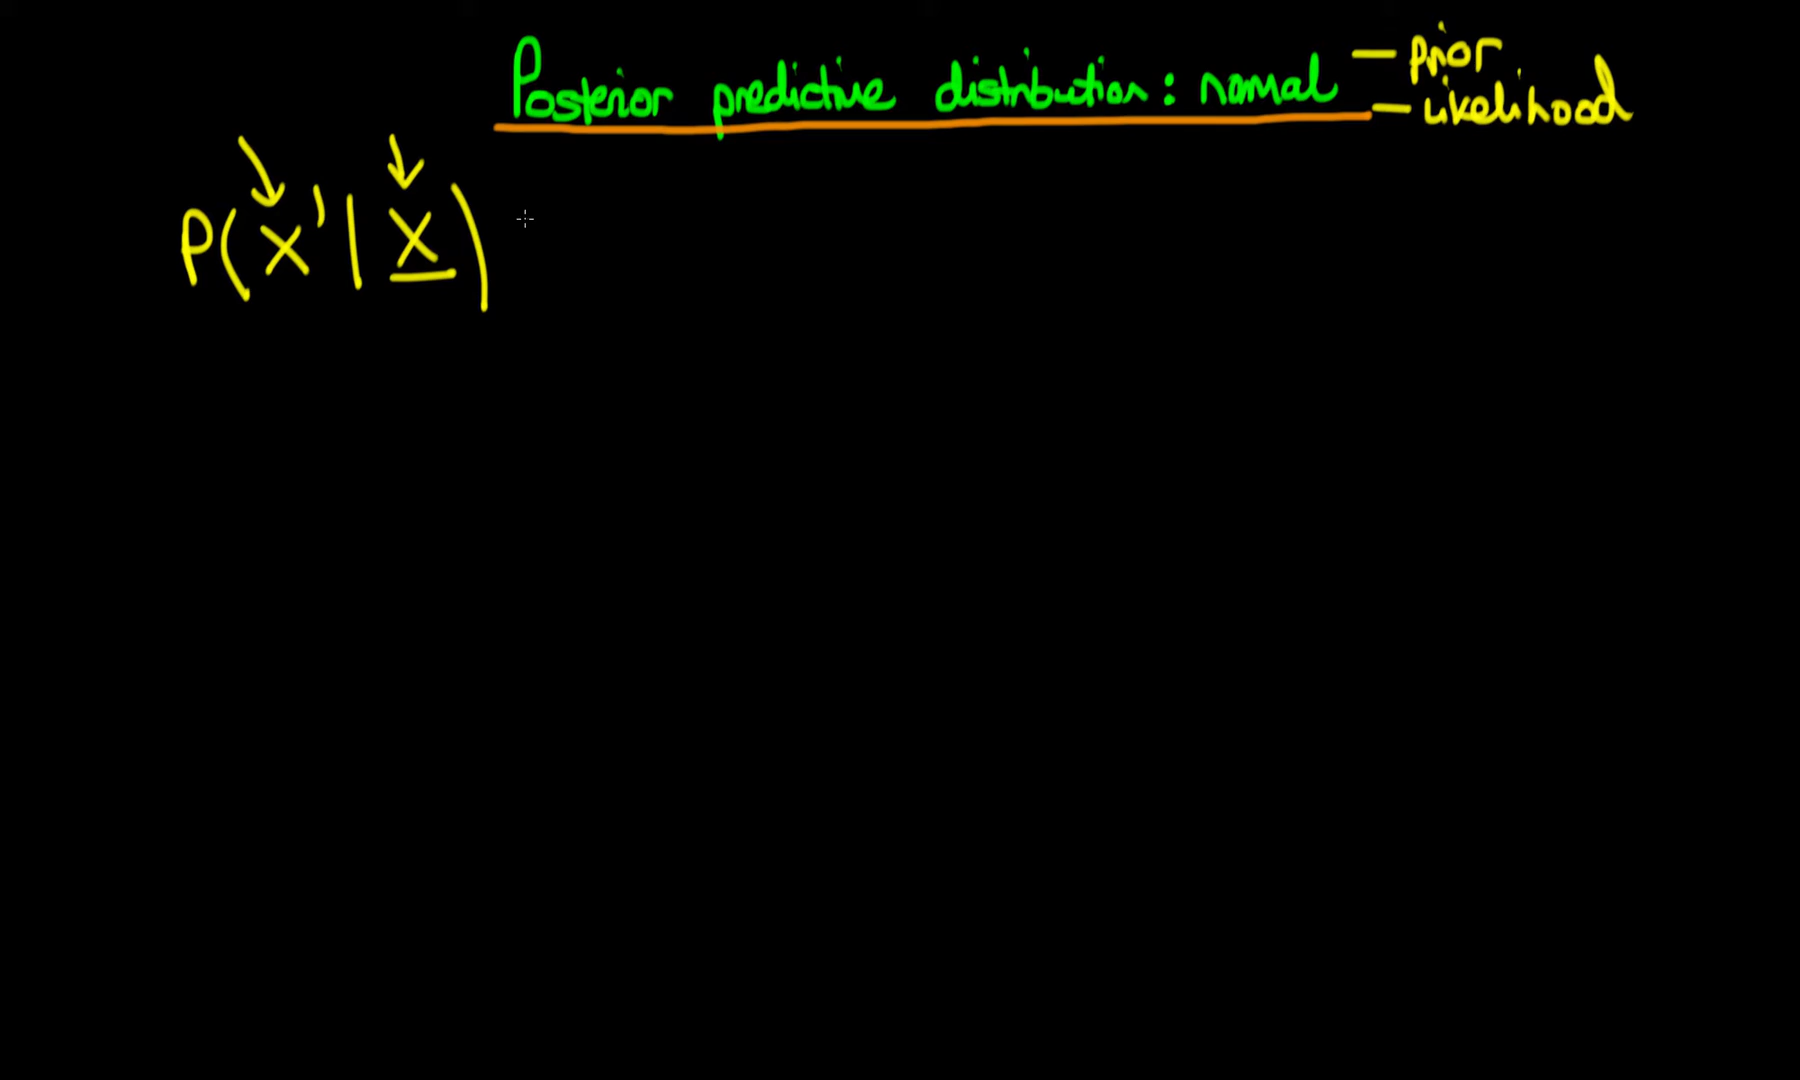 Posterior predictive distribution: normal — prior
— likelihood
P(X'|X)